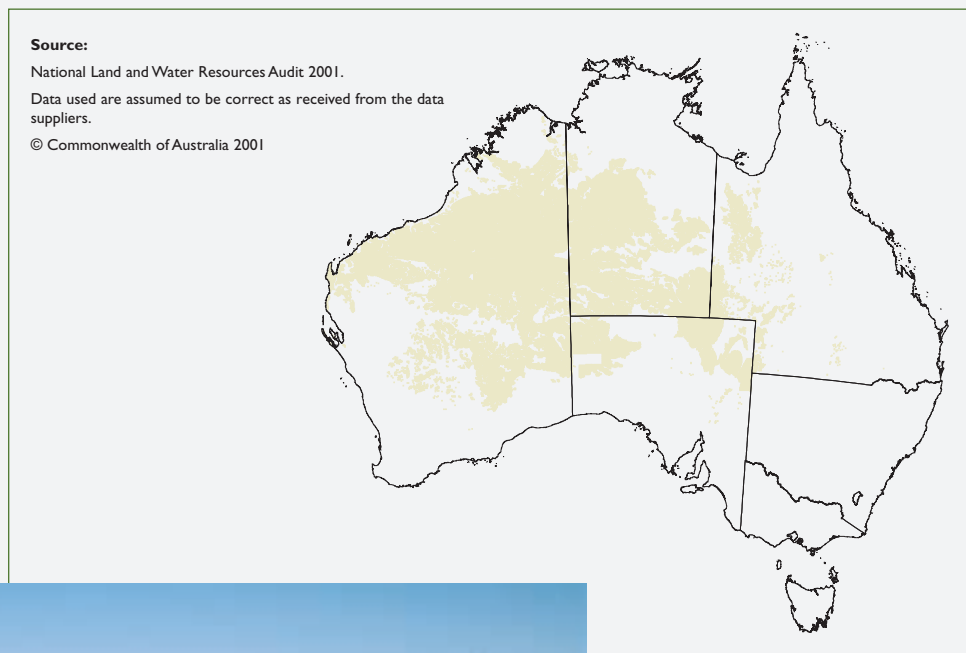 Source:
National Land and Water Resources Audit 2001.
Data used are assumed to be correct as received from the data
suppliers.
© Commonwealth of Australia 2001